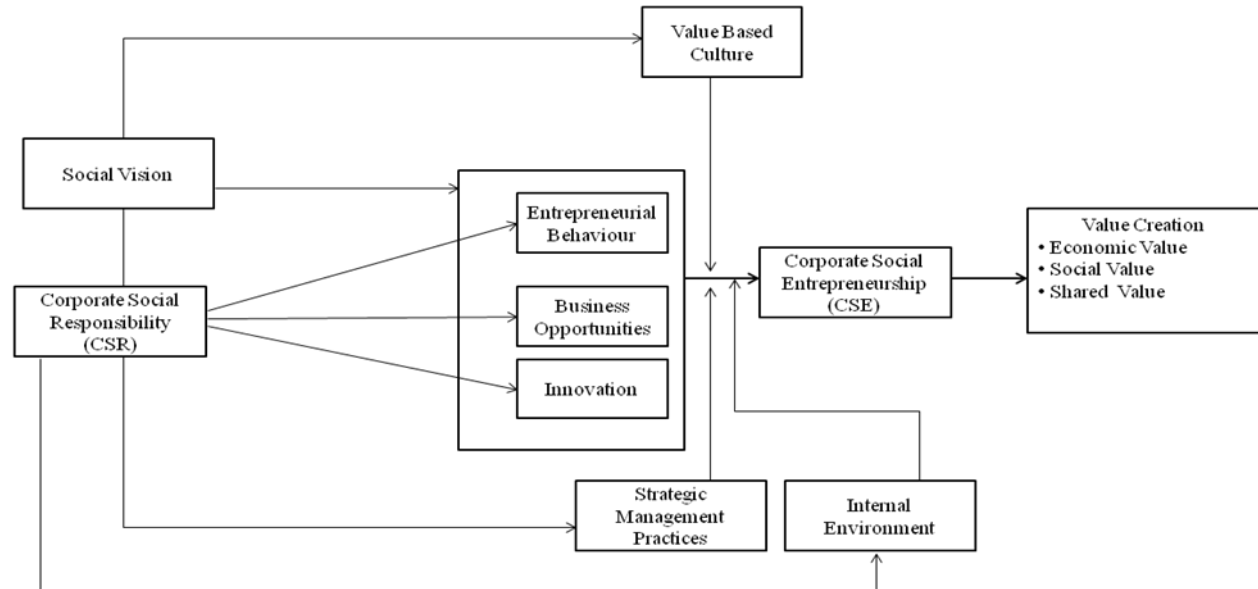 Value Based
Culture
Social Vision
Entrepreneurial
Behaviour
Value Creation
• Economic Value
• Social Value
• Shared Value
Corporate Social
Entrepreneurship
(CSE)
Corporate Social
Responsibility
(CSR)
Business
Opportunities
Innovation
Strategic
Management
Practices
Internal
Environment